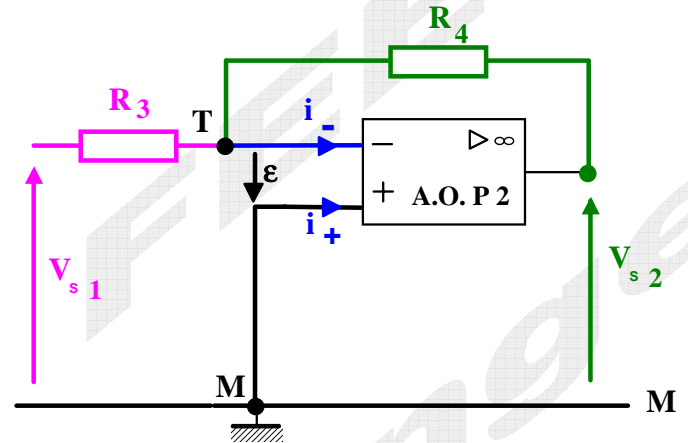 R4
R3
T
i-
▷ ∞
−
ε
+
A.O. P 2
i+
Vs 1
Vs 2
M
M